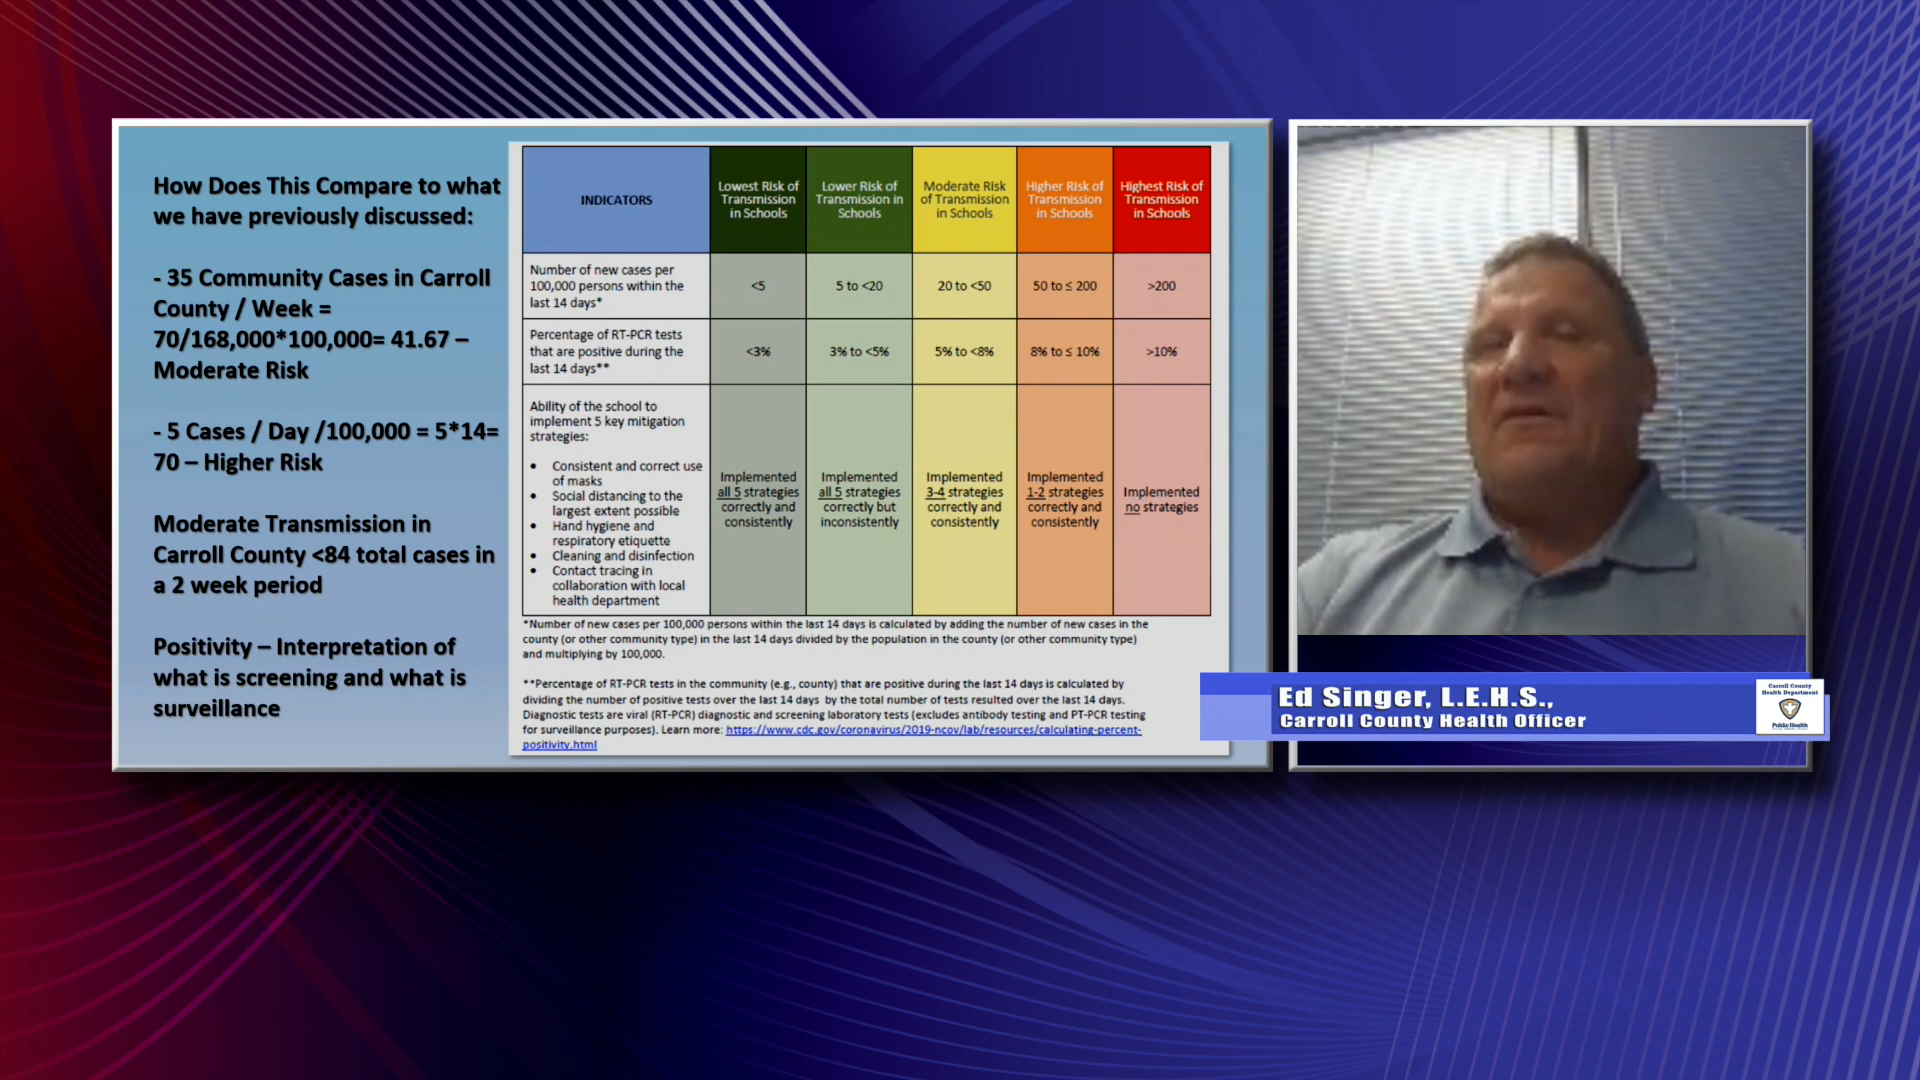 How Does This Compare to what
we have previously discussed:
- 35 Community Cases in Carroll
County / Week =
70/168,000*100,000= 41.67 –
Moderate Risk
- 5 Cases / Day /100,000 = 5*14=
70 – Higher Risk
Moderate Transmission in
Carroll County <84 total cases in
a 2 week period
Positivity – Interpretation of
what is screening and what is
surveillance
INDICATORS
Lowest Risk of
Transmission
in Schools
Lower Risk of
Transmission in
Schools
Moderate Risk
of Transmission
in Schools
Higher Risk of
Transmission
in Schools
Highest Risk of
Transmission
in Schools
Number of new cases per
100,000 persons within the
last 14 days*
<5
5 to <20
20 to <50
50 to ≤ 200
>200
Percentage of RT-PCR tests
that are positive during the
last 14 days**
<3%
3% to <5%
5% to <8%
8% to ≤ 10%
>10%
Ability of the school to
implement 5 key mitigation
strategies:
• Consistent and correct use
of masks
• Social distancing to the
largest extent possible
• Hand hygiene and
respiratory etiquette
• Cleaning and disinfection
• Contact tracing in
collaboration with local
health department
Implemented
all 5 strategies
correctly and
consistently
Implemented
all 5 strategies
correctly but
inconsistently
Implemented
3-4 strategies
correctly and
consistently
Implemented
1-2 strategies
correctly and
consistently
Implemented
no strategies
*Number of new cases per 100,000 persons within the last 14 days is calculated by adding the number of new cases in the
county (or other community type) in the last 14 days divided by the population in the county (or other community type)
and multiplying by 100,000.
**Percentage of RT-PCR tests in the community (e.g., county) that are positive during the last 14 days is calculated by
dividing the number of positive tests over the last 14 days by the total number of tests resulted over the last 14 days.
Diagnostic tests are viral (RT-PCR) diagnostic and screening laboratory tests (excludes antibody testing and PT-PCR testing
for surveillance purposes). Learn more: https://www.cdc.gov/coronavirus/2019-ncov/lab/resources/calculating-percent-
positivity.html
Ed Singer, L.E.H.S.,
Carroll County Health Officer
Carroll County
Health Department
Public Health